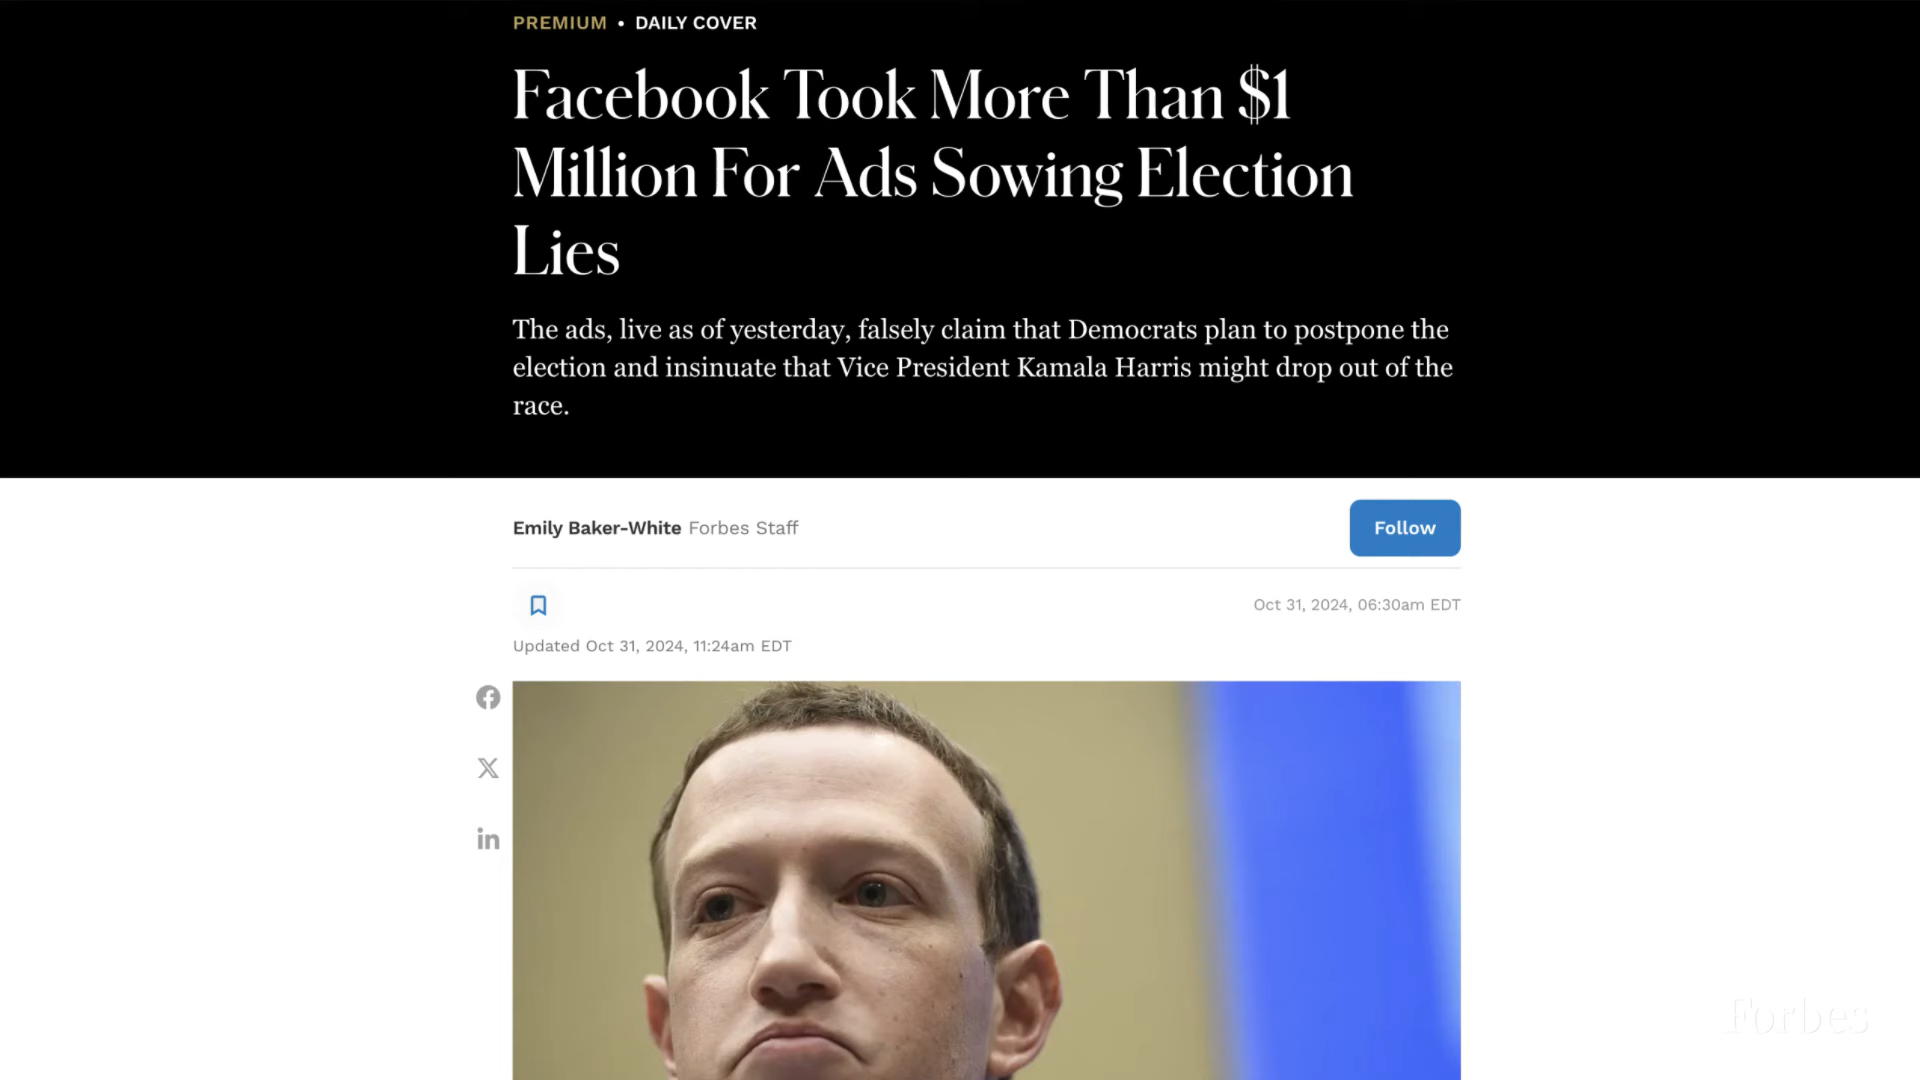 PREMIUM • DAILY COVER
Facebook Took More Than $1
Million For Ads Sowing Election
Lies
The ads, live as of yesterday, falsely claim that Democrats plan to postpone the
election and insinuate that Vice President Kamala Harris might drop out of the
race.
Emily Baker-White Forbes Staff
Follow
Oct 31, 2024, 06:30am EDT
Updated Oct 31, 2024, 11:24am EDT
Forbes